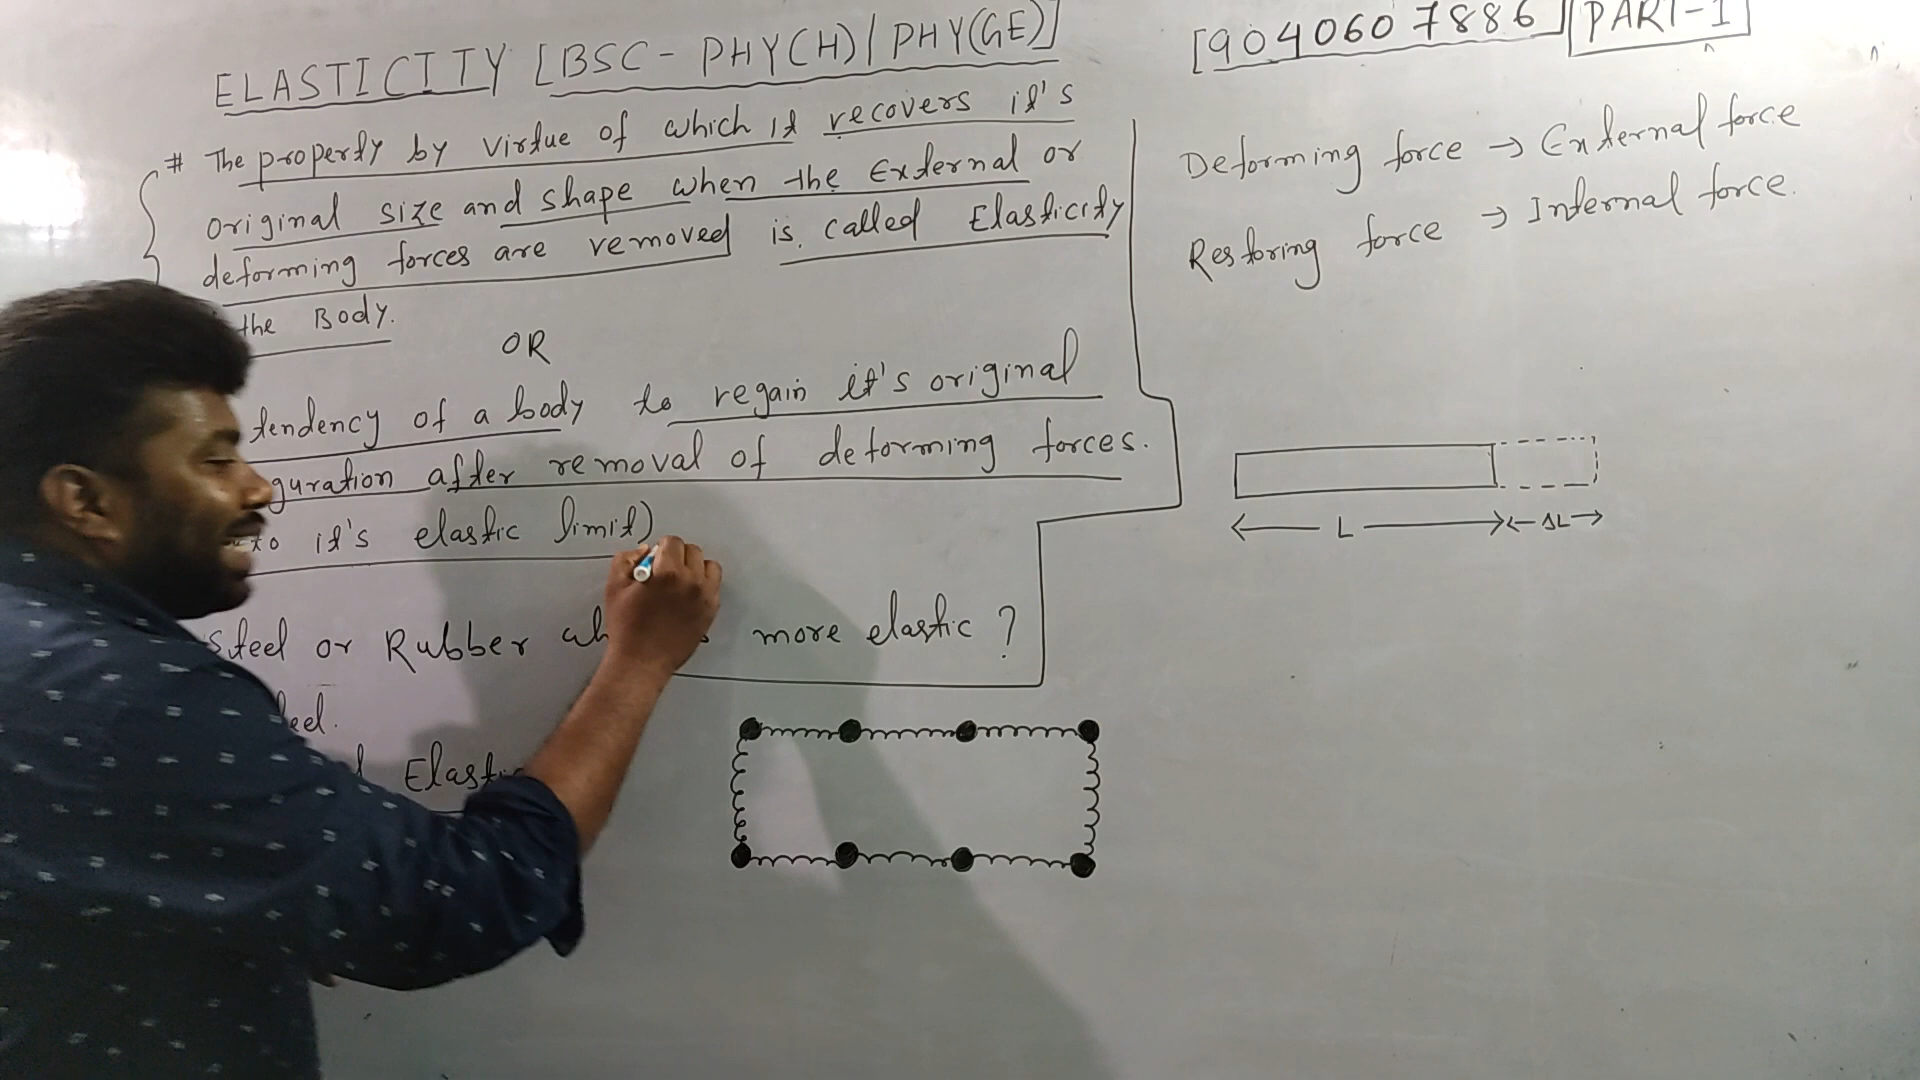 ELASTICITY [BSC - PHY(H) / PHY(GE)]
[9040607886] PART-1
# The property by virtue of which it recovers it's
original size and shape when the External or
deforming forces are removed is called Elasticity
the Body.
OR
tendency of a body to regain it's original
guration after removal of deforming forces.
to it's elastic limit)
Steel or Rubber more elastic ?
eel.
Deforming force → External force
Restoring force → Internal force.
L ΔL